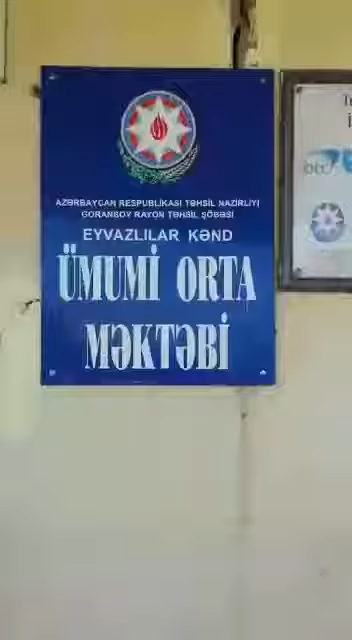 AZƏRBAYCAN RESPUBLİKASI TƏHSİL NAZİRLİYİ
GORANBOY RAYON TƏHSİL ŞÖBƏSİ
EYVAZLILAR KƏND
ÜMUMİ ORTA
MƏKTƏBİ